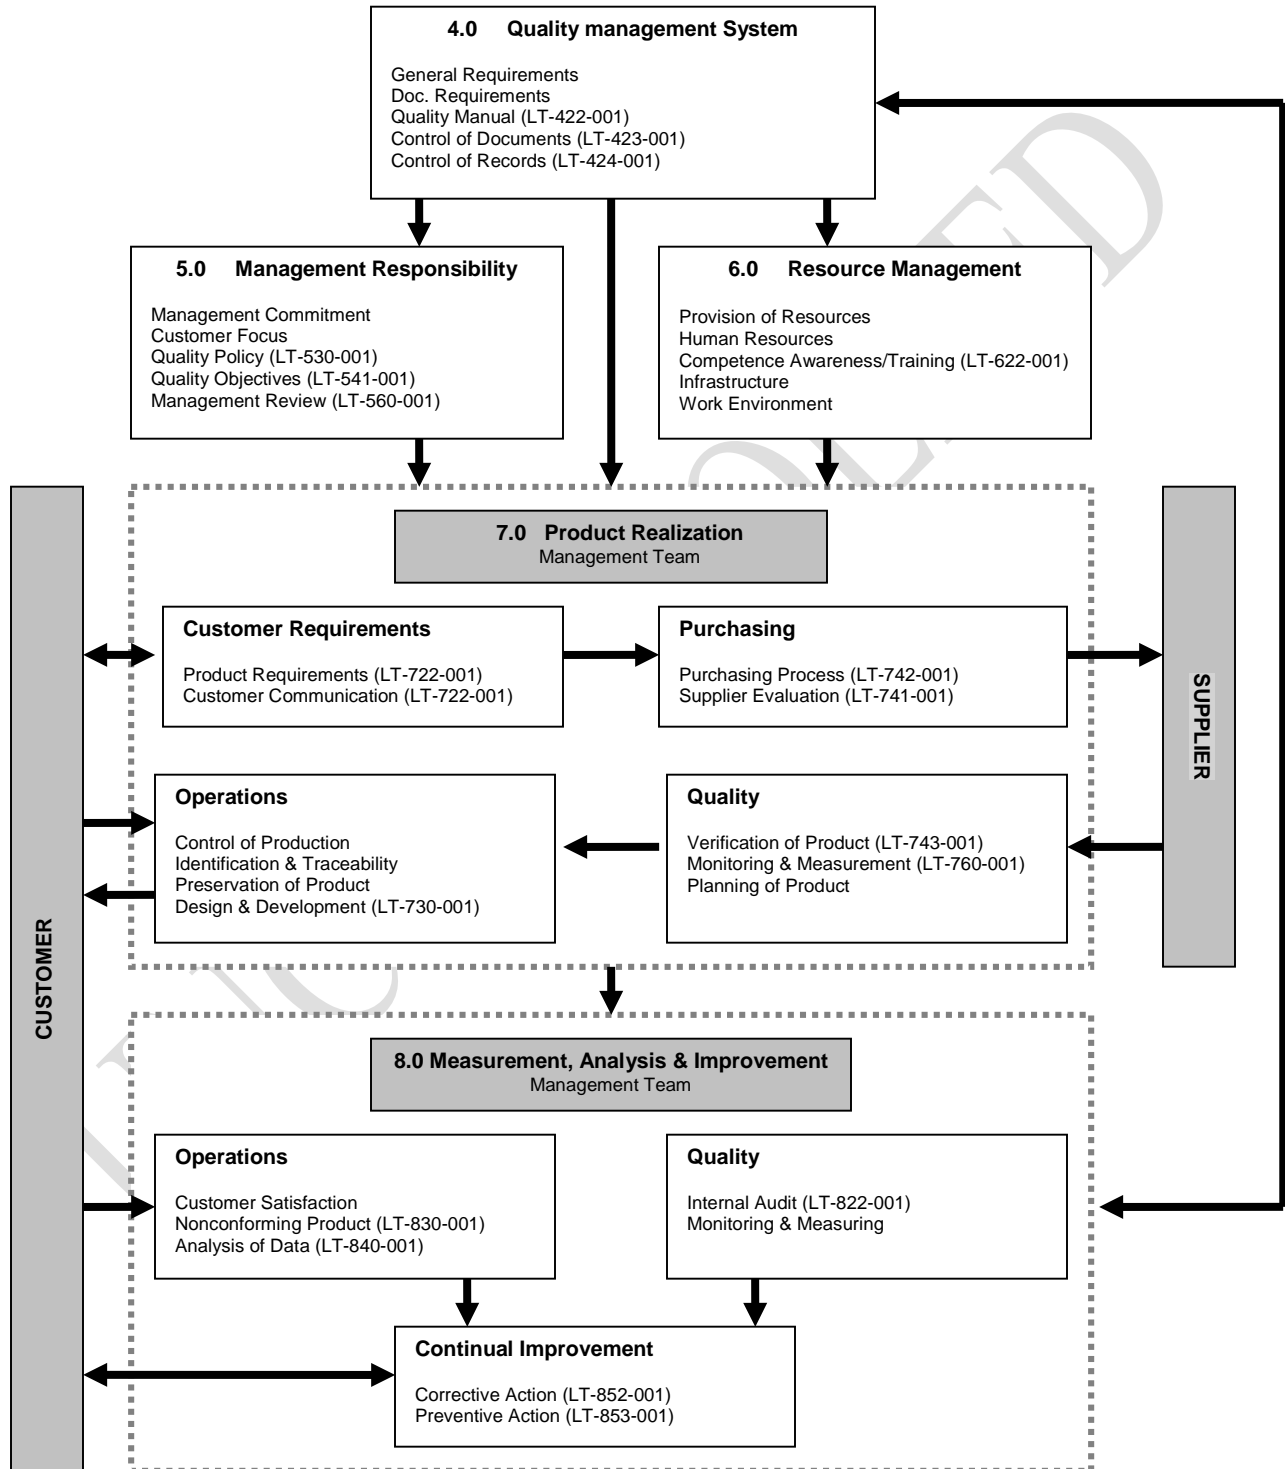 4.0 Quality management System
General Requirements
Doc. Requirements
Quality Manual (LT-422-001)
Control of Documents (LT-423-001)
Control of Records (LT-424-001)
5.0 Management Responsibility
Management Commitment
Customer Focus
Quality Policy (LT-530-001)
Quality Objectives (LT-541-001)
Management Review (LT-560-001)
6.0 Resource Management
Provision of Resources
Human Resources
Competence Awareness/Training (LT-622-001)
Infrastructure
Work Environment
7.0 Product Realization
Management Team
Customer Requirements
Product Requirements (LT-722-001)
Customer Communication (LT-722-001)
Purchasing
Purchasing Process (LT-742-001)
Supplier Evaluation (LT-741-001)
SUPPLIER
Operations
Control of Production
Identification & Traceability
Preservation of Product
Design & Development (LT-730-001)
Quality
Verification of Product (LT-743-001)
Monitoring & Measurement (LT-760-001)
Planning of Product
CUSTOMER
8.0 Measurement, Analysis & Improvement
Management Team
Operations
Customer Satisfaction
Nonconforming Product (LT-830-001)
Analysis of Data (LT-840-001)
Quality
Internal Audit (LT-822-001)
Monitoring & Measuring
Continual Improvement
Corrective Action (LT-852-001)
Preventive Action (LT-853-001)